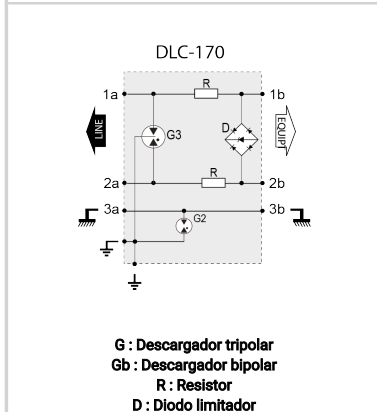 DLC-170
R
1a
1b
LINE
G3
D
EQUIPT
R
2a
2b
3a
3b
G2
G : Descargador tripolar
Gb : Descargador bipolar
R : Resistor
D : Diodo limitador